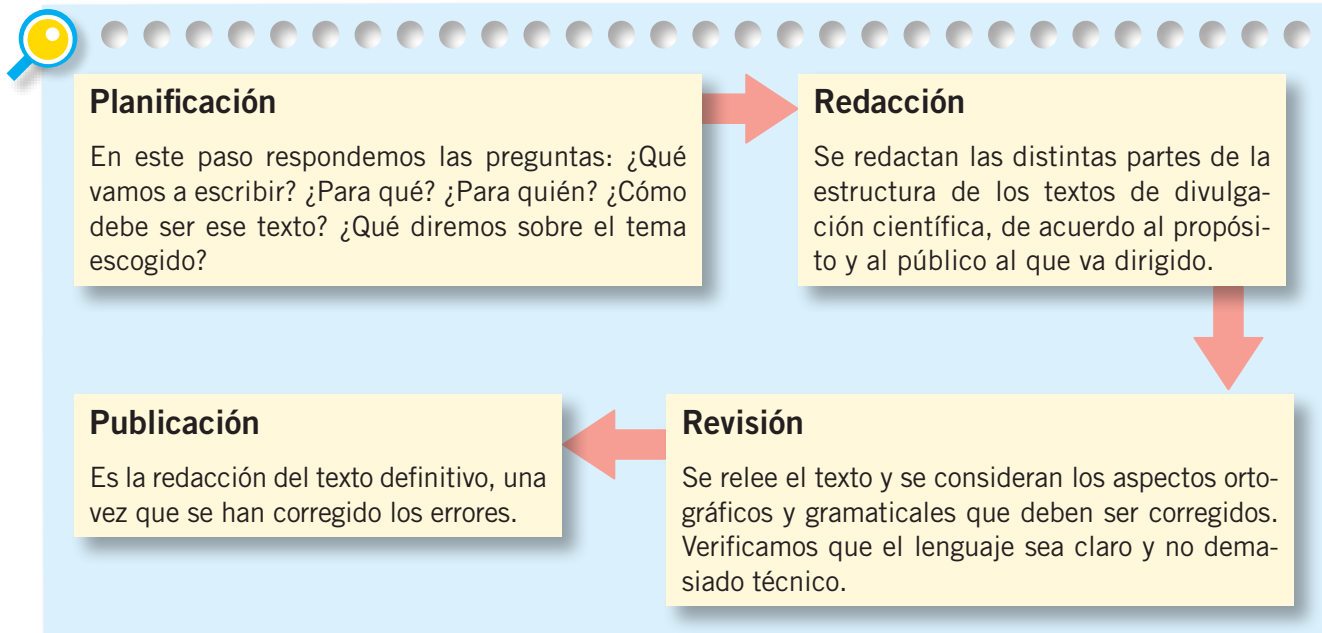 Planificación
En este paso respondemos las preguntas: ¿Qué
vamos a escribir? ¿Para qué? ¿Para quién? ¿Cómo
debe ser ese texto? ¿Qué diremos sobre el tema
escogido?
Redacción
Se redactan las distintas partes de la
estructura de los textos de divulga-
ción científica, de acuerdo al propósi-
to y al público al que va dirigido.
Revisión
Se relee el texto y se consideran los aspectos orto-
gráficos y gramaticales que deben ser corregidos.
Verificamos que el lenguaje sea claro y no dema-
siado técnico.
Publicación
Es la redacción del texto definitivo, una
vez que se han corregido los errores.